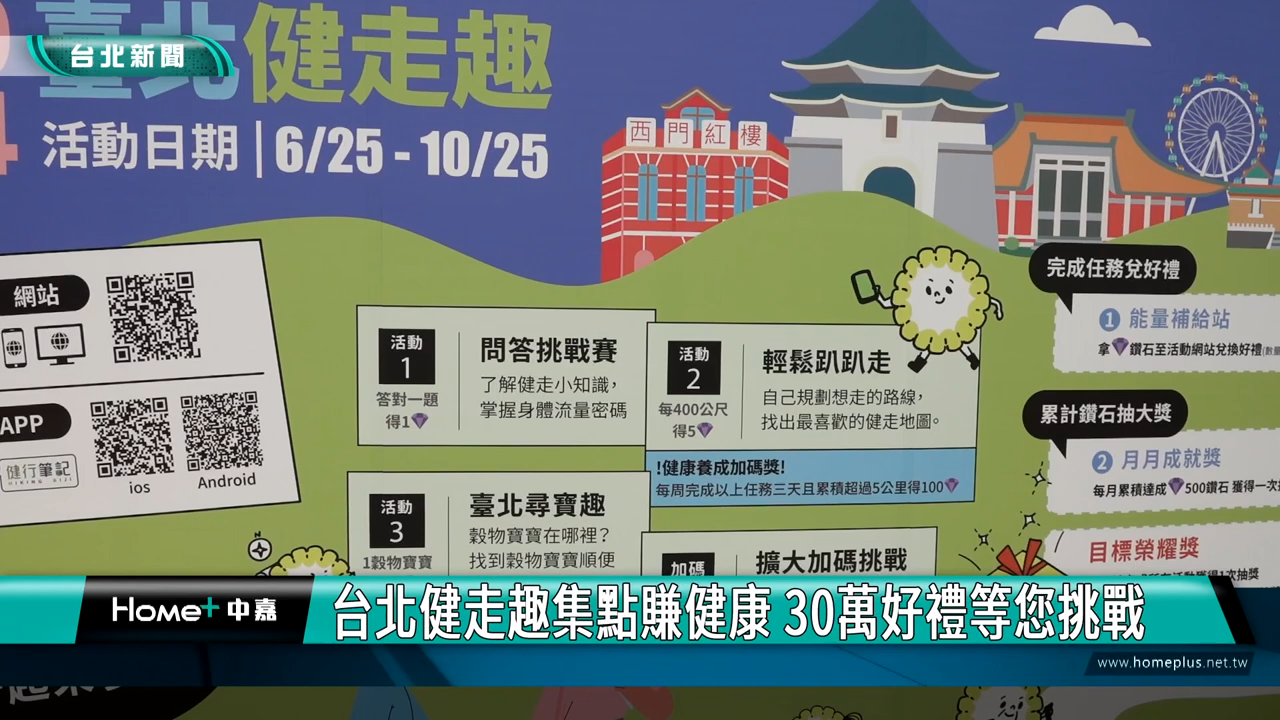 台北新聞
臺北健走趣
活動日期 | 6/25 - 10/25
西門紅樓
網站
APP
健行筆記
HIKING BIJI
ios
Android
活動
1
答對一題
得1
問答挑戰賽
了解健走小知識，
掌握身體流量密碼
活動
2
每400公尺
得5
輕鬆趴趴走
自己規劃想走的路線，
找出最喜歡的健走地圖。
!健康養成加碼獎!
每周完成以上任務三天且累積超過5公里得100
活動
3
1穀物寶寶
臺北尋寶趣
穀物寶寶在哪裡?
找到穀物寶寶順便
加碼
擴大加碼挑戰
完成任務兌好禮
1 能量補給站
拿鑽石至活動網站兌換好禮
累計鑽石抽大獎
2 月月成就獎
每月累積達成500鑽石 獲得一次
目標榮耀獎
N
Home+中嘉
台北健走趣集點賺健康 30萬好禮等您挑戰
www.homeplus.net.tw